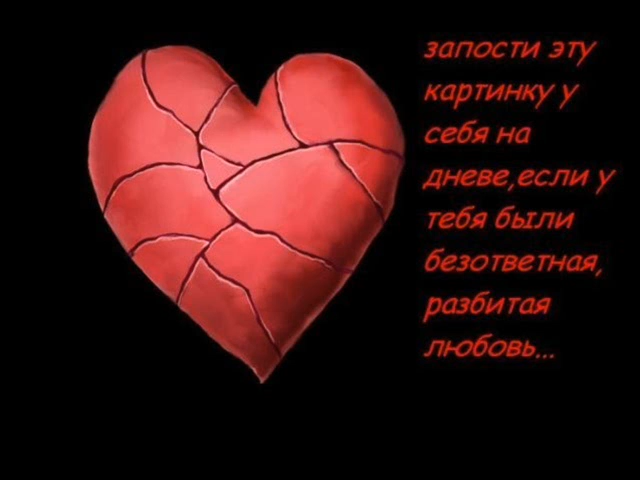 запости эту
картинку у
себя на
дневе,если у
тебя были
безответная,
разбитая
любовь...